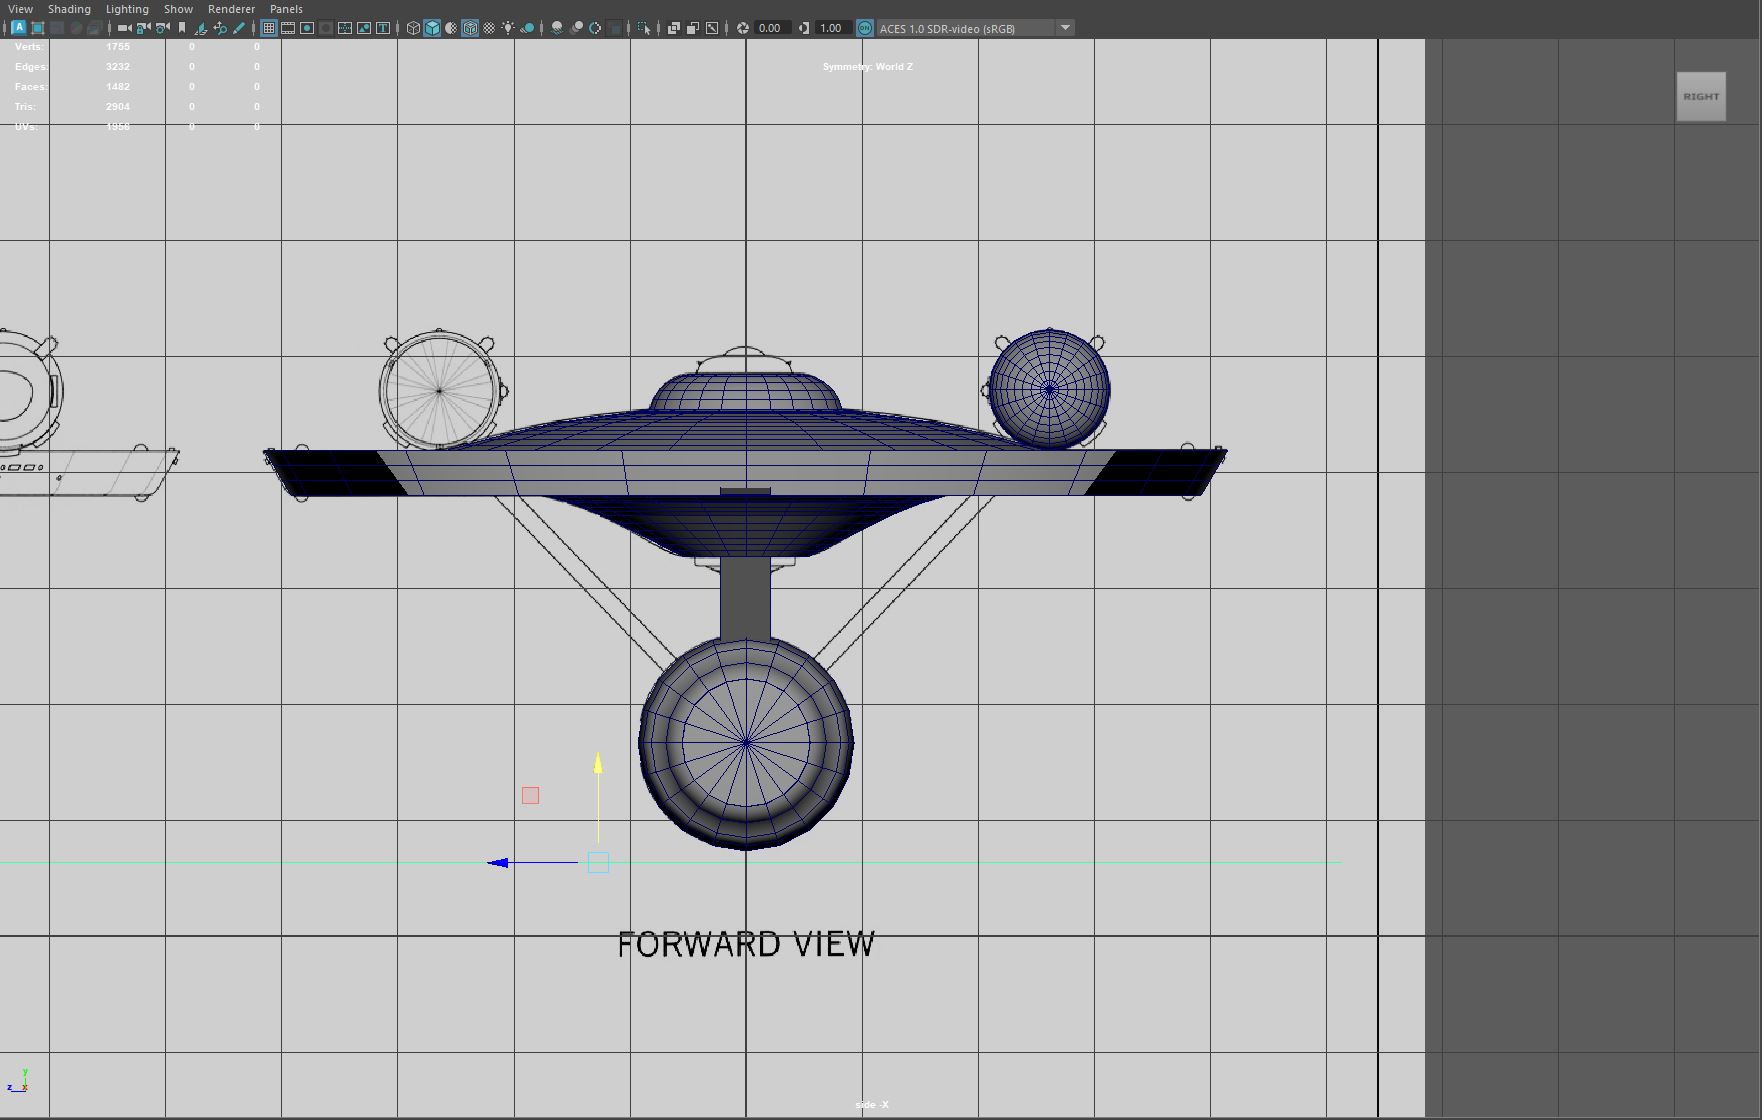 View Shading Lighting Show Renderer Panels
A T 0.00 1.00 ON ACES 1.0 SDR-video (sRGB)
Verts: 1755 0 0
Edges: 3232 0 0
Faces: 1482 0 0
Tris: 2904 0 0
UVs: 1956 0 0
Symmetry: World Z
RIGHT
FORWARD VIEW
y
z x
side -X